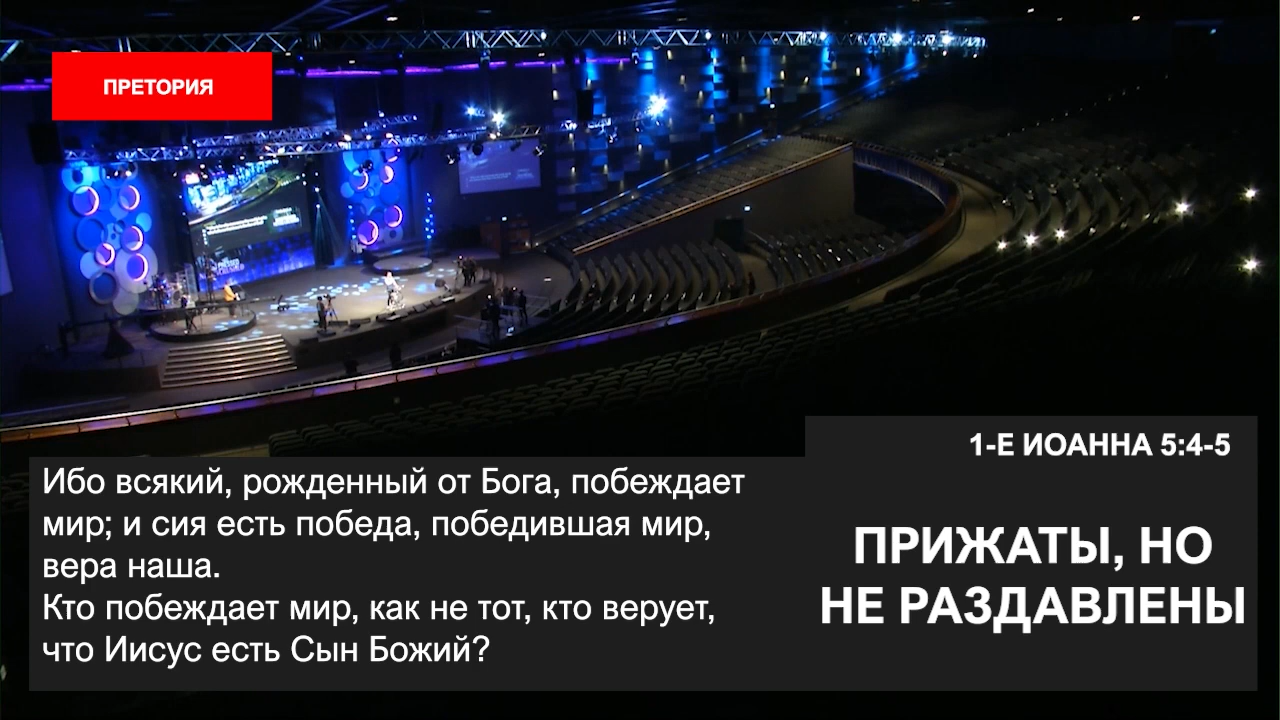 ПРЕТОРИЯ
1-Е ИОАННА 5:4-5
Ибо всякий, рожденный от Бога, побеждает
мир; и сия есть победа, победившая мир,
вера наша.
Кто побеждает мир, как не тот, кто верует,
что Иисус есть Сын Божий?
ПРИЖАТЫ, НО
НЕ РАЗДАВЛЕНЫ